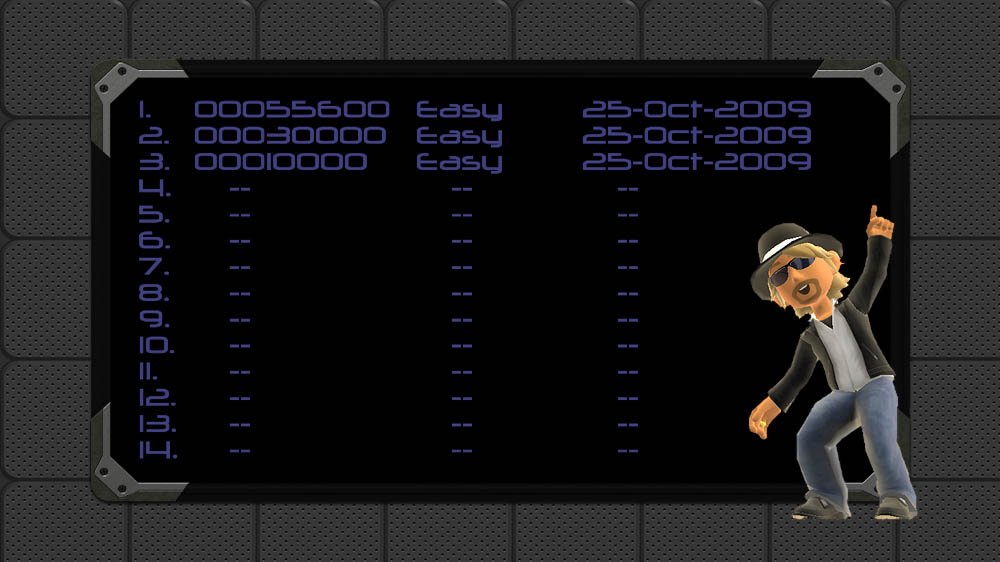 1. 00055600 Easy 25-Oct-2009
2. 00030000 Easy 25-Oct-2009
3. 00010000 Easy 25-Oct-2009
4. -- -- --
5. -- -- --
6. -- -- --
7. -- -- --
8. -- -- --
9. -- -- --
10. -- -- --
11. -- -- --
12. -- -- --
13. -- -- --
14. -- -- --